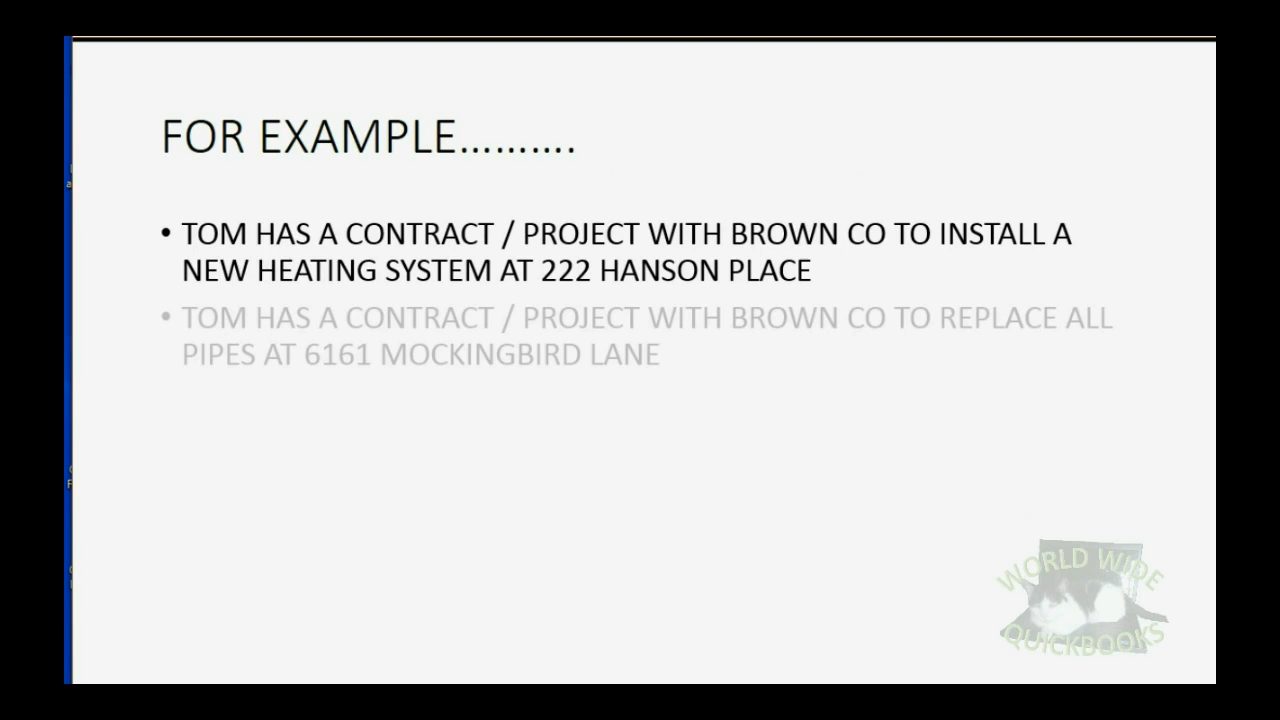 FOR EXAMPLE……….
• TOM HAS A CONTRACT / PROJECT WITH BROWN CO TO INSTALL A
NEW HEATING SYSTEM AT 222 HANSON PLACE
• TOM HAS A CONTRACT / PROJECT WITH BROWN CO TO REPLACE ALL
PIPES AT 6161 MOCKINGBIRD LANE
WORLD WIDE
QUICKBOOKS